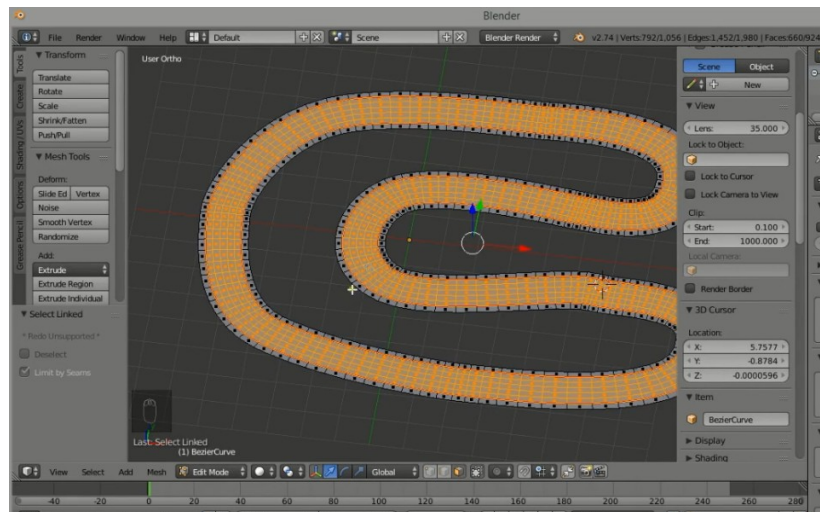 Blender
File Render Window Help Default Scene Blender Render v2.74 | Verts:792/1,056 | Edges:1,452/1,980 | Faces:660/924
Tools
Create
Shading / UVs
Options
Grease Pencil
Transform
Translate
Rotate
Scale
Shrink/Fatten
Push/Pull
Mesh Tools
Deform:
Slide Ed Vertex
Noise
Smooth Vertex
Randomize
Add:
Extrude
Extrude Region
Extrude Individual
Select Linked
* Redo Unsupported *
Deselect
Limit by Seams
User Ortho
Last: Select Linked
(1) BezierCurve
Scene Object
New
View
Lens: 35.000
Lock to Object:
Lock to Cursor
Lock Camera to View
Clip:
Start: 0.100
End: 1000.000
Local Camera:
Render Border
3D Cursor
Location:
X: 5.7577
Y: -0.8784
Z: -0.0000596
Item
BezierCurve
Display
Shading
View Select Add Mesh Edit Mode Global
-40 -20 0 20 40 60 80 100 120 140 160 180 200 220 240 260 280